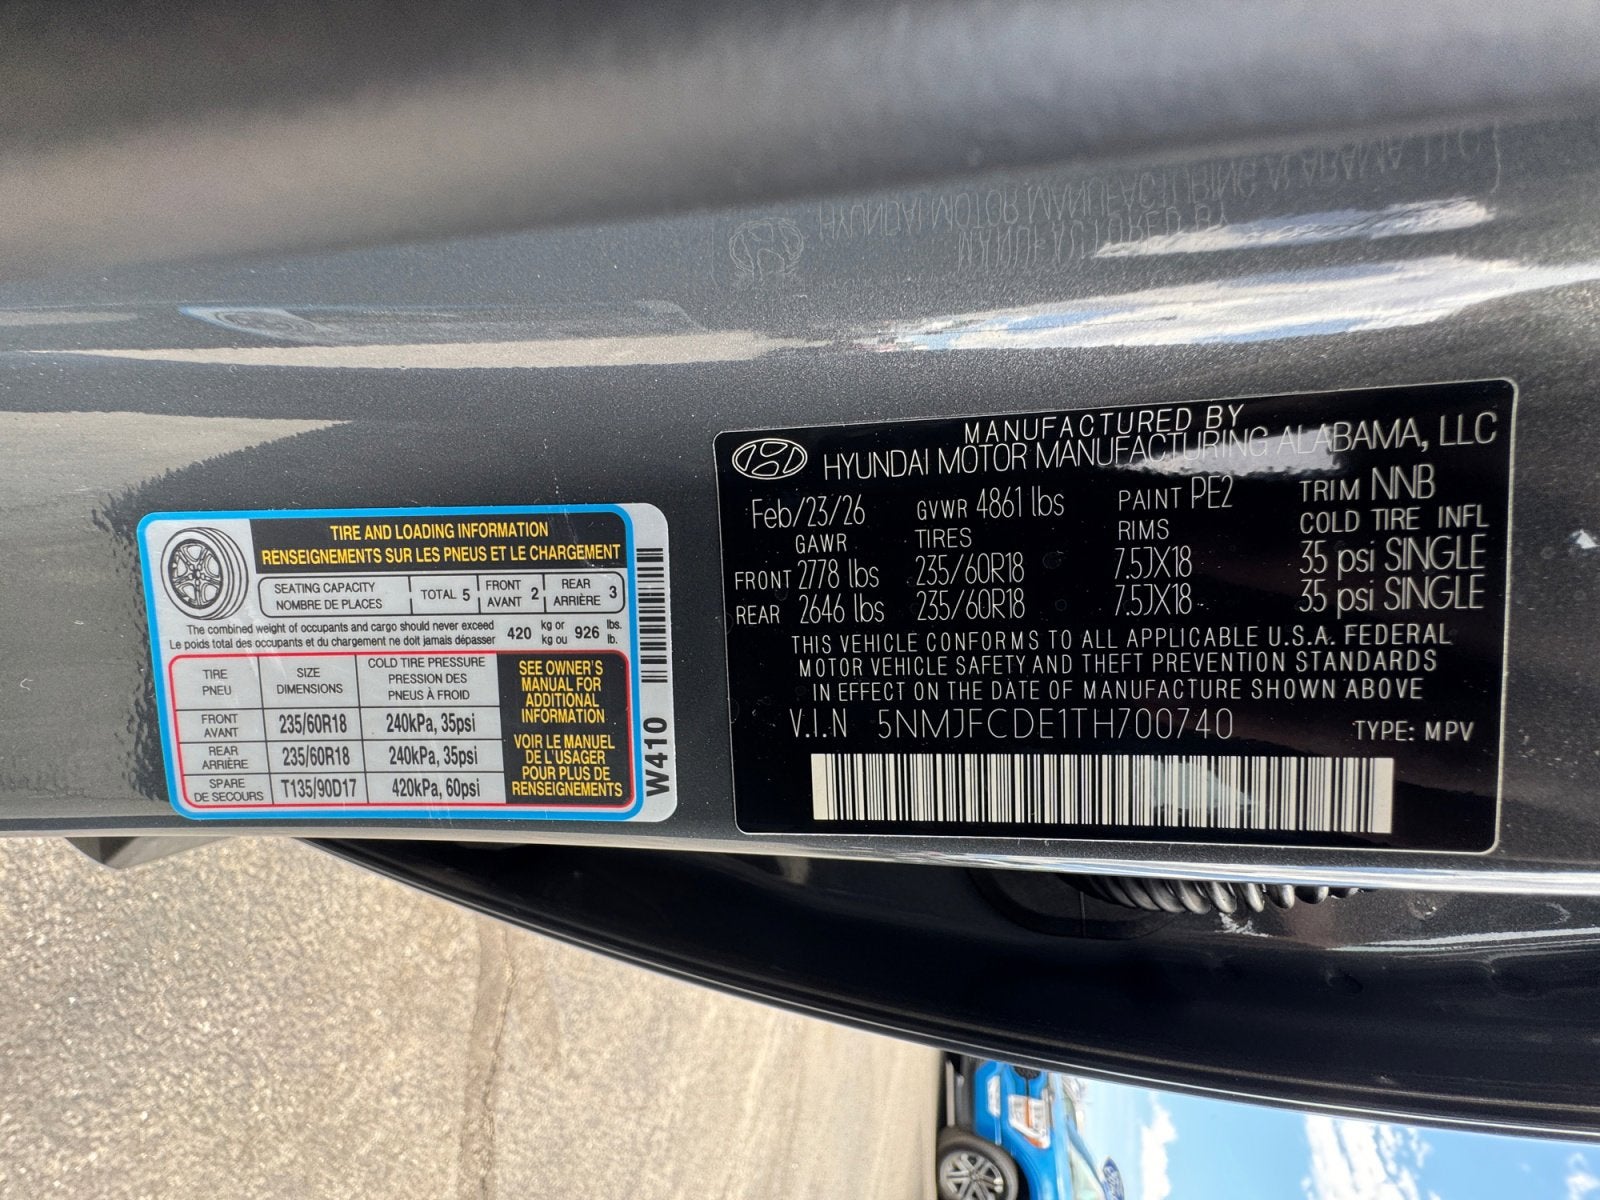 TIRE AND LOADING INFORMATION
RENSEIGNEMENTS SUR LES PNEUS ET LE CHARGEMENT
SEATING CAPACITY
NOMBRE DE PLACES
TOTAL 5
FRONT
AVANT 2
REAR
ARRIÈRE 3
The combined weight of occupants and cargo should never exceed
Le poids total des occupants et du chargement ne doit jamais dépasser
420 kg or 926 lbs.
kg ou lb.
TIRE
PNEU
SIZE
DIMENSIONS
COLD TIRE PRESSURE
PRESSION DES
PNEUS À FROID
FRONT
AVANT
235/60R18
240kPa, 35psi
REAR
ARRIÈRE
235/60R18
240kPa, 35psi
SPARE
DE SECOURS
T135/90D17
420kPa, 60psi
SEE OWNER'S
MANUAL FOR
ADDITIONAL
INFORMATION
VOIR LE MANUEL
DE L'USAGER
POUR PLUS DE
RENSEIGNEMENTS
W410
MANUFACTURED BY
HYUNDAI MOTOR MANUFACTURING ALABAMA, LLC
Feb/23/26 GVWR 4861 lbs PAINT PE2 TRIM NNB
GAWR TIRES RIMS COLD TIRE INFL
FRONT 2778 lbs 235/60R18 7.5JX18 35 psi SINGLE
REAR 2646 lbs 235/60R18 7.5JX18 35 psi SINGLE
THIS VEHICLE CONFORMS TO ALL APPLICABLE U.S.A. FEDERAL
MOTOR VEHICLE SAFETY AND THEFT PREVENTION STANDARDS
IN EFFECT ON THE DATE OF MANUFACTURE SHOWN ABOVE
V.I.N 5NMJFCDE1TH700740 TYPE: MPV